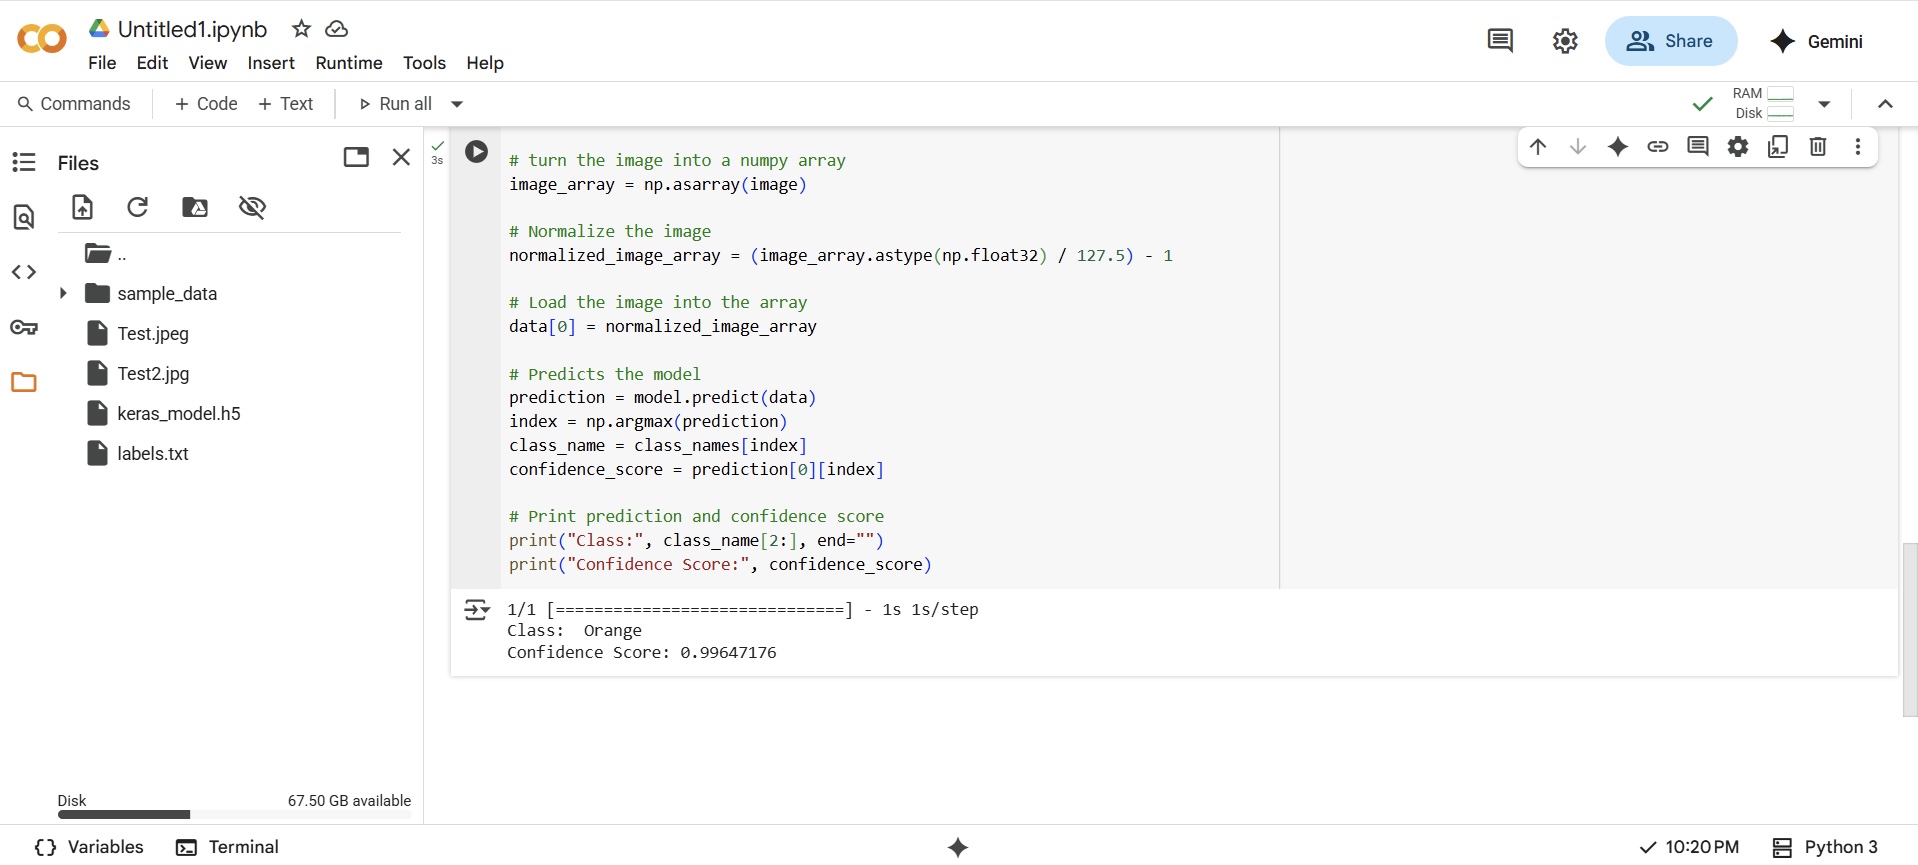 Untitled1.ipynb
File Edit View Insert Runtime Tools Help
Share
Gemini
Commands + Code + Text Run all
RAM
Disk
Files
..
sample_data
Test.jpeg
Test2.jpg
keras_model.h5
labels.txt
Disk 67.50 GB available
3s
# turn the image into a numpy array
image_array = np.asarray(image)
# Normalize the image
normalized_image_array = (image_array.astype(np.float32) / 127.5) - 1
# Load the image into the array
data[0] = normalized_image_array
# Predicts the model
prediction = model.predict(data)
index = np.argmax(prediction)
class_name = class_names[index]
confidence_score = prediction[0][index]
# Print prediction and confidence score
print("Class:", class_name[2:], end="")
print("Confidence Score:", confidence_score)
1/1 [==============================] - 1s 1s/step
Class:  Orange
Confidence Score: 0.99647176
{} Variables Terminal
10:20 PM Python 3